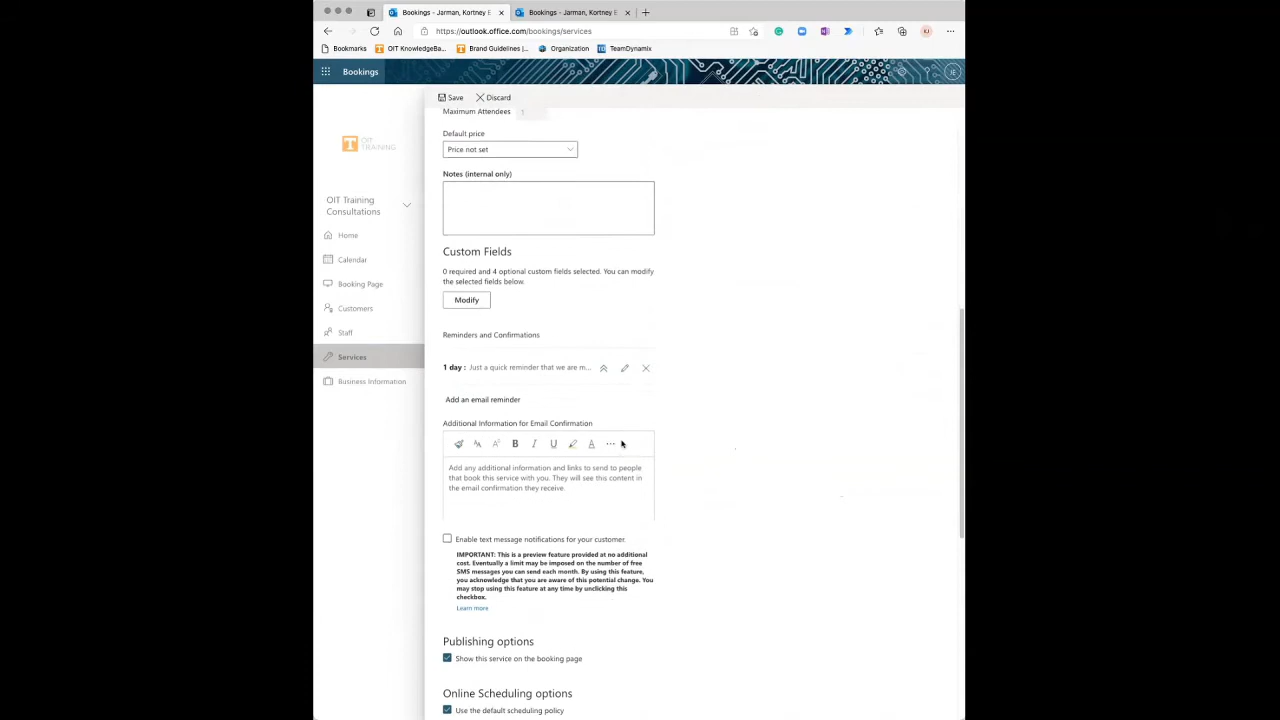 Bookings - Jarman, Kortney E
Bookings - Jarman, Kortney E
https://outlook.office.com/bookings/services
Bookmarks
OIT KnowledgeBa...
Brand Guidelines |...
Organization
TeamDynamix
Bookings
Save
Discard
Maximum Attendees
1
OIT
TRAINING
Default price
Price not set
Notes (internal only)
OIT Training
Consultations
Home
Calendar
Booking Page
Customers
Staff
Services
Business Information
Custom Fields
0 required and 4 optional custom fields selected. You can modify
the selected fields below.
Modify
Reminders and Confirmations
1 day : Just a quick reminder that we are m...
Add an email reminder
Additional Information for Email Confirmation
Add any additional information and links to send to people
that book this service with you. They will see this content
in the email confirmation they receive.
Enable text message notifications for your customer.
IMPORTANT: This is a preview feature provided at no additional
cost. Eventually a limit may be imposed on the number of free
SMS messages you can send each month. By using this feature,
you acknowledge that you are aware of this potential change. You
may stop using this feature at any time by unclicking this
checkbox.
Learn more
Publishing options
Show this service on the booking page
Online Scheduling options
Use the default scheduling policy